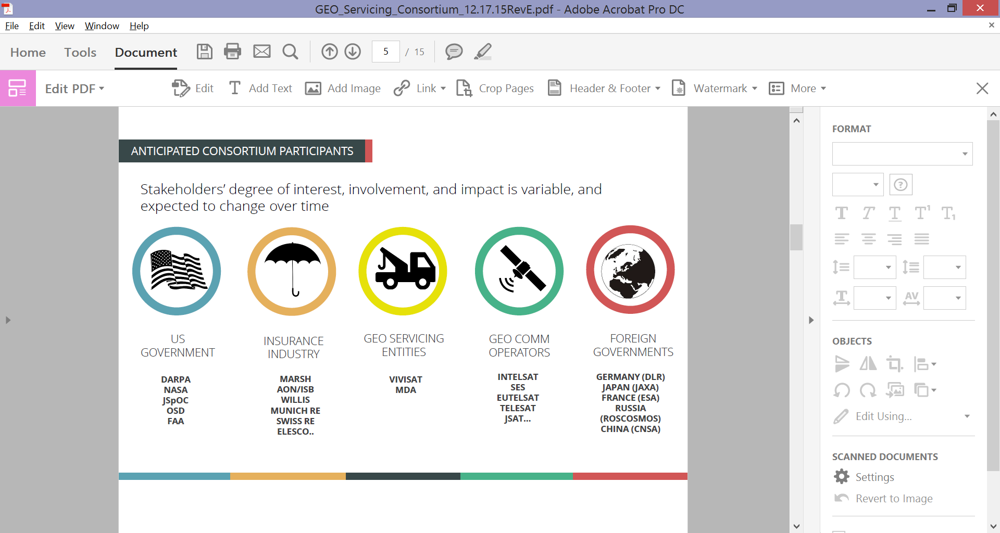 GEO_Servicing_Consortium_12.17.15RevE.pdf - Adobe Acrobat Pro DC
File Edit View Window Help
Home Tools Document 5 / 15
Edit PDF Edit Add Text Add Image Link Crop Pages Header & Footer Watermark More
ANTICIPATED CONSORTIUM PARTICIPANTS
Stakeholders’ degree of interest, involvement, and impact is variable, and
expected to change over time
US
GOVERNMENT
DARPA
NASA
JSpOC
OSD
FAA
INSURANCE
INDUSTRY
MARSH
AON/ISB
WILLIS
MUNICH RE
SWISS RE
ELESCO..
GEO SERVICING
ENTITIES
VIVISAT
MDA
GEO COMM
OPERATORS
INTELSAT
SES
EUTELSAT
TELESAT
JSAT...
FOREIGN
GOVERNMENTS
GERMANY (DLR)
JAPAN (JAXA)
FRANCE (ESA)
RUSSIA
(ROSCOSMOS)
CHINA (CNSA)
FORMAT
OBJECTS
Edit Using...
SCANNED DOCUMENTS
Settings
Revert to Image